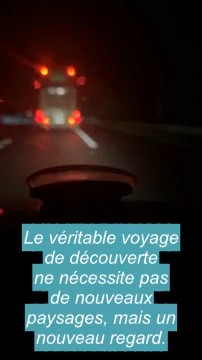 Le véritable voyage
de découverte
ne nécessite pas
de nouveaux
paysages, mais un
nouveau regard.